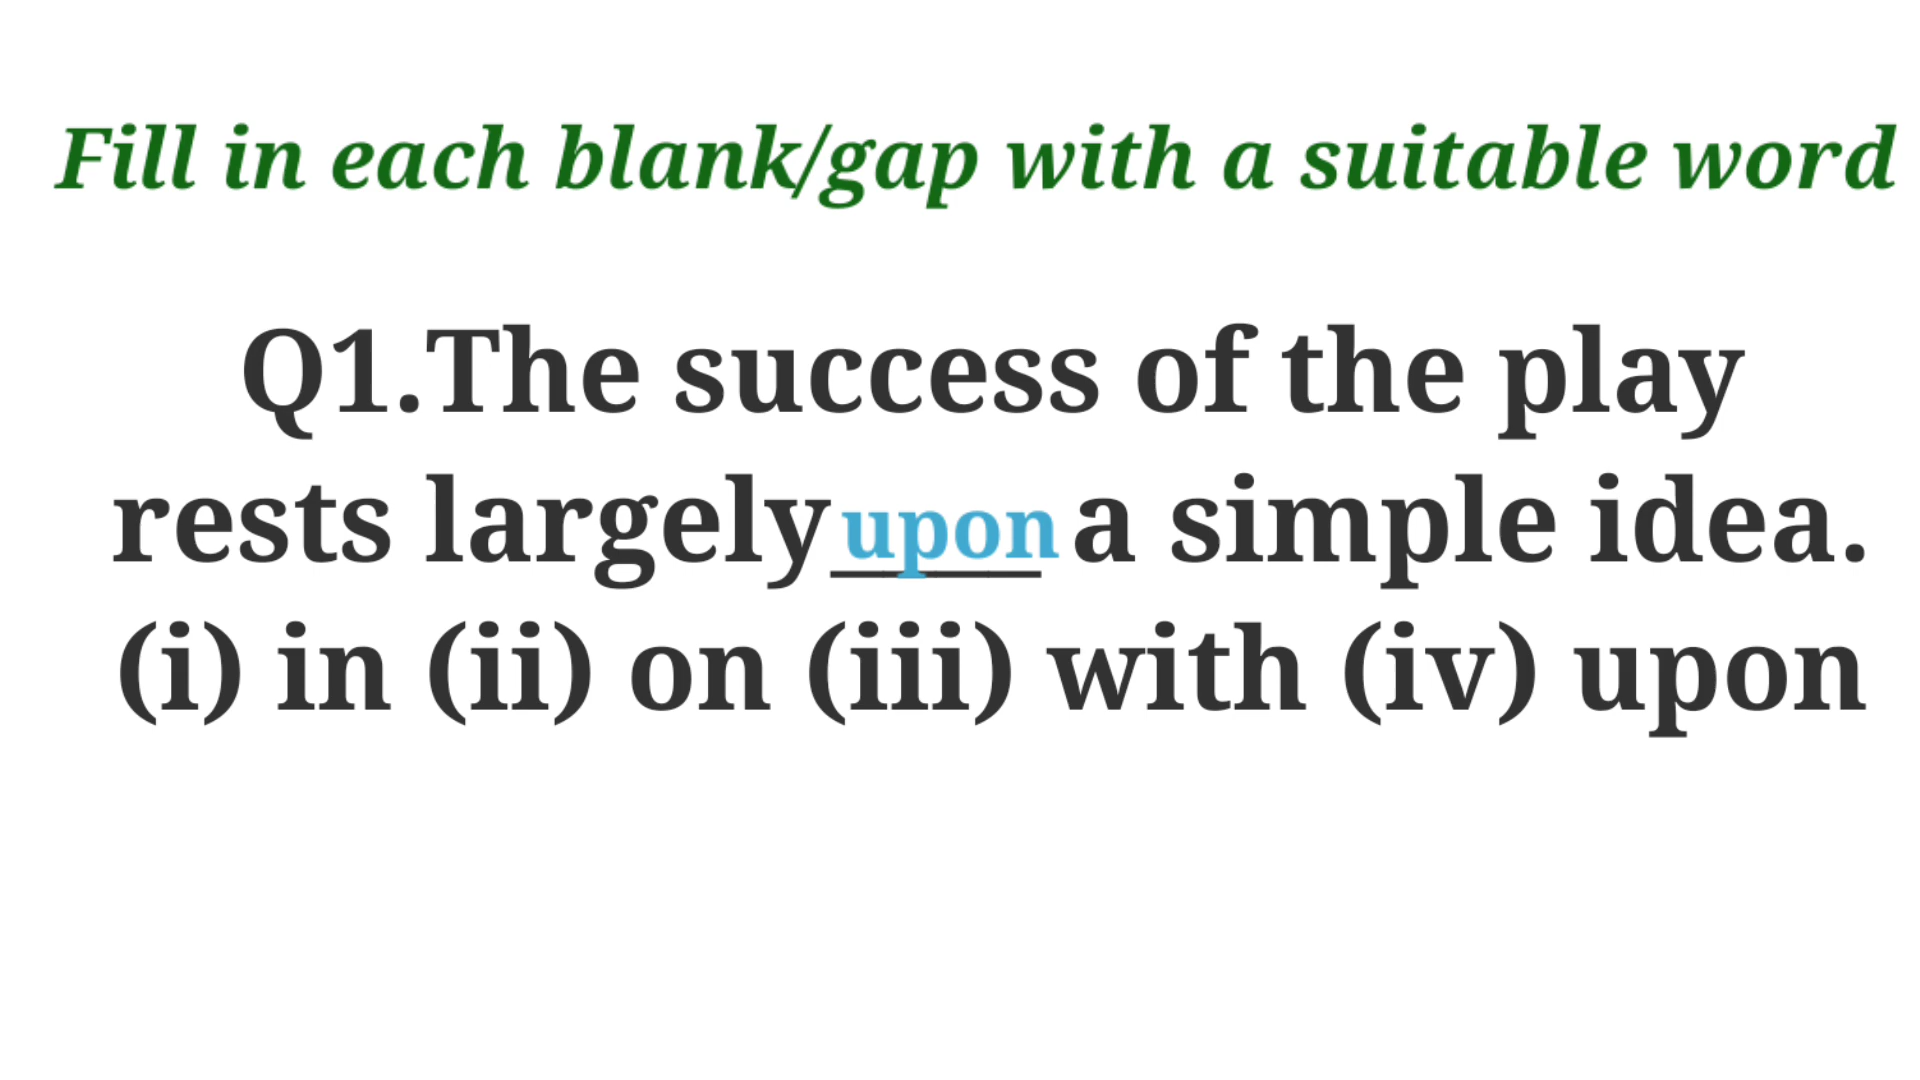 Fill in each blank/gap with a suitable word
Q1.The success of the play
rests largely upon a simple idea.
(i) in (ii) on (iii) with (iv) upon